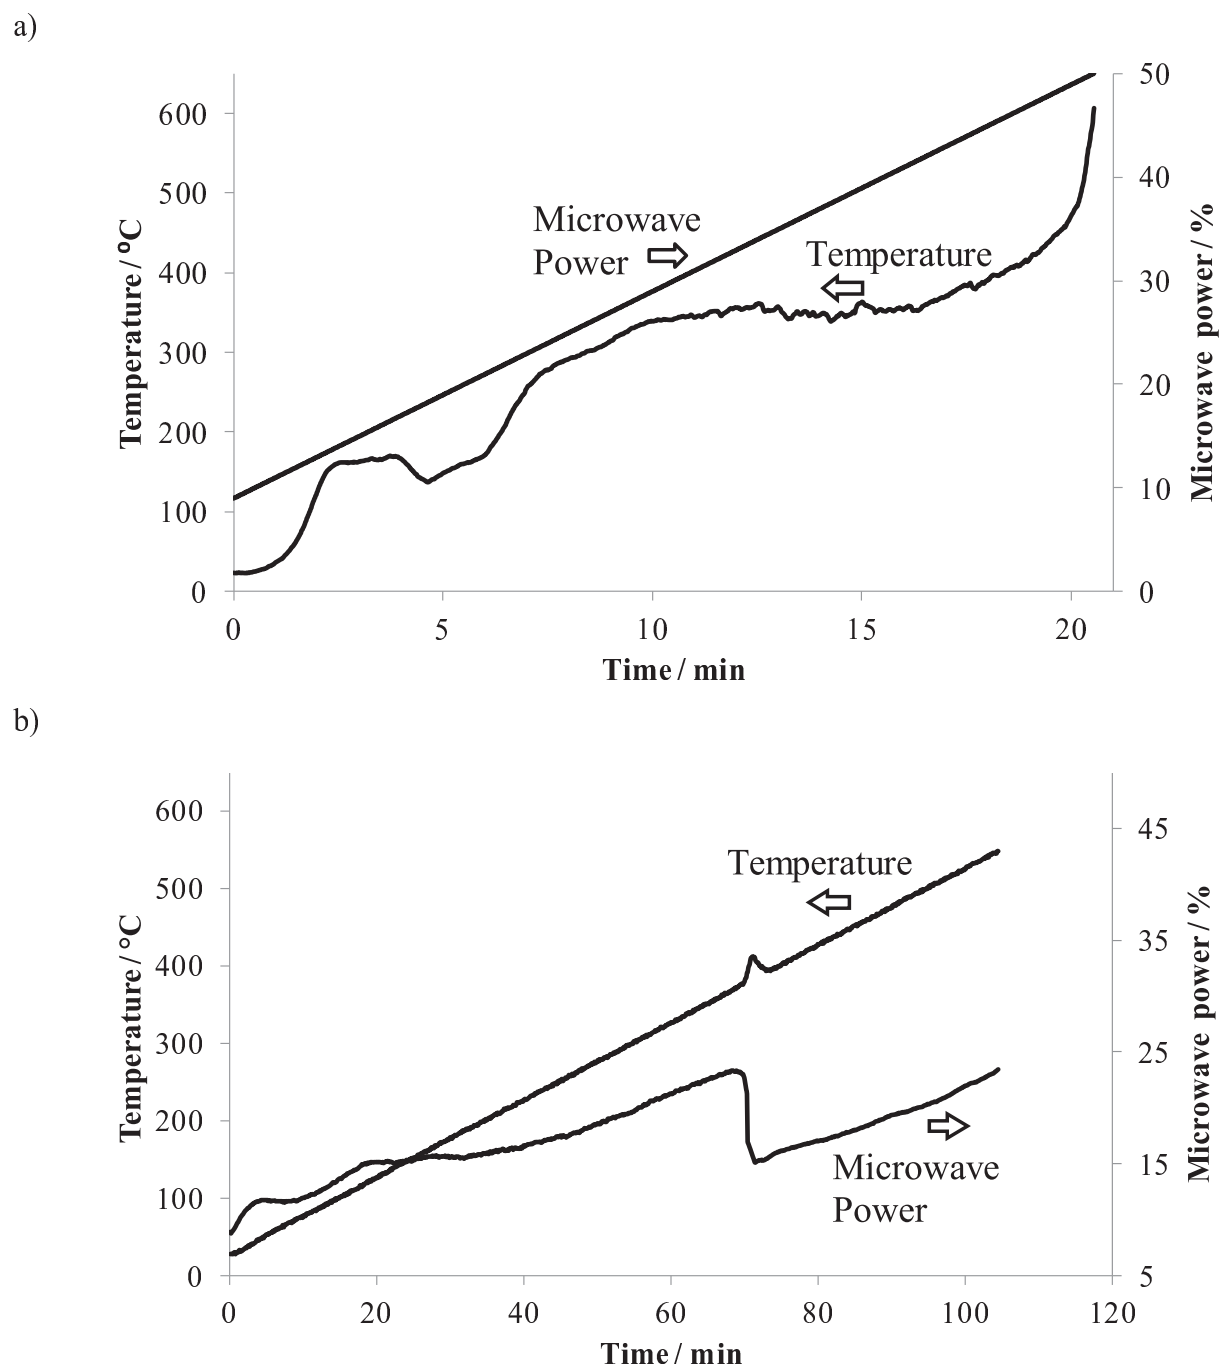 a)
600
500
400
300
200
100
0
Temperature / ºC
50
40
30
20
10
0
Microwave power / %
Microwave
Power
Temperature
0 5 10 15 20
Time / min
b)
600
500
400
300
200
100
0
Temperature / °C
45
35
25
15
5
Microwave power / %
Temperature
Microwave
Power
0 20 40 60 80 100 120
Time / min